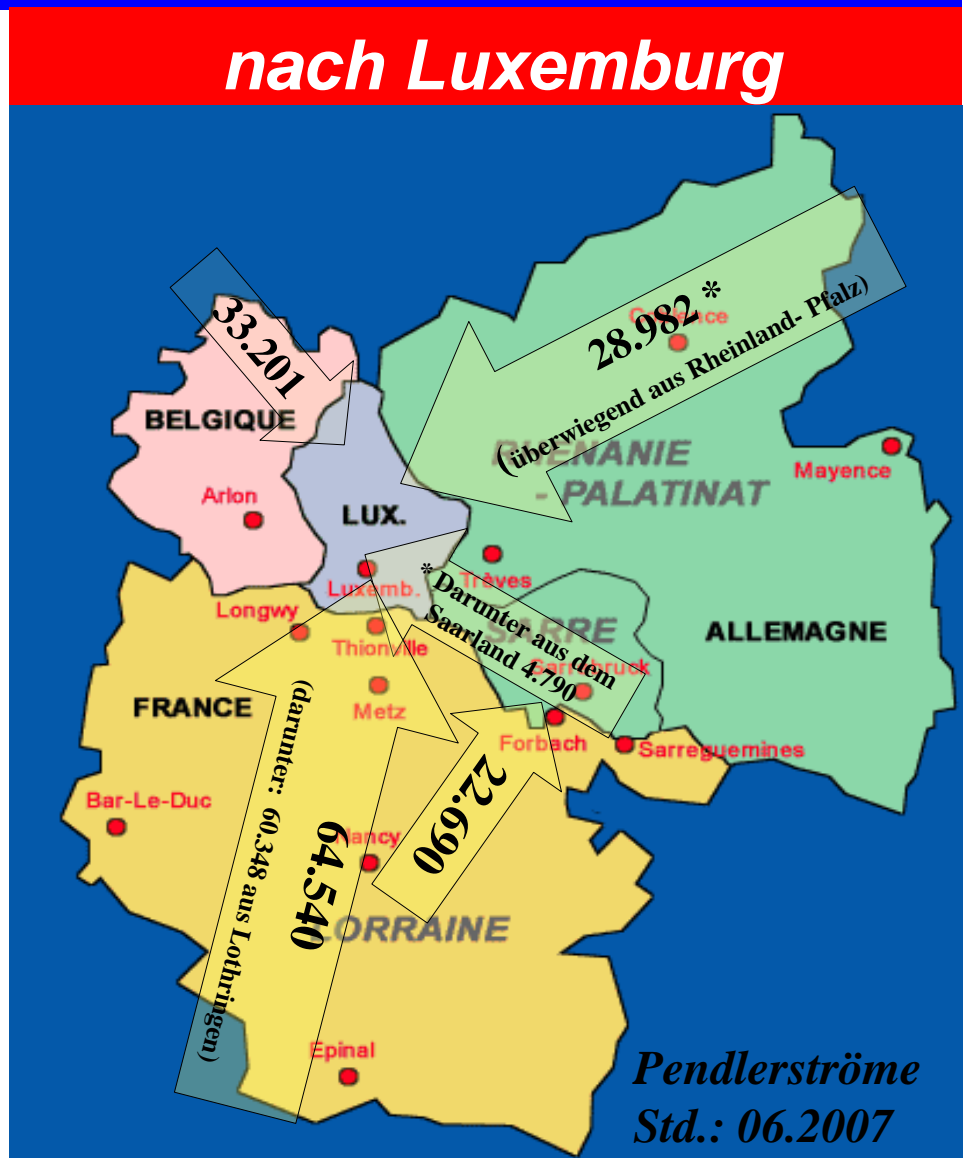 nach Luxemburg
33.201
28.982 *
(überwiegend aus Rheinland- Pfalz)
Coblence
BELGIQUE
RHENANIE
- PALATINAT
Mayence
Arlon
LUX.
Luxemb.
Trèves
* Darunter aus dem
Saarland 4.790
Longwy
Thionville
SARRE
ALLEMAGNE
Sarrebruck
FRANCE
Metz
Forbach
Sarreguemines
22.690
Bar-Le-Duc
(darunter: 60.348 aus Lothringen)
64.540
Nancy
LORRAINE
Epinal
Pendlerströme
Std.: 06.2007